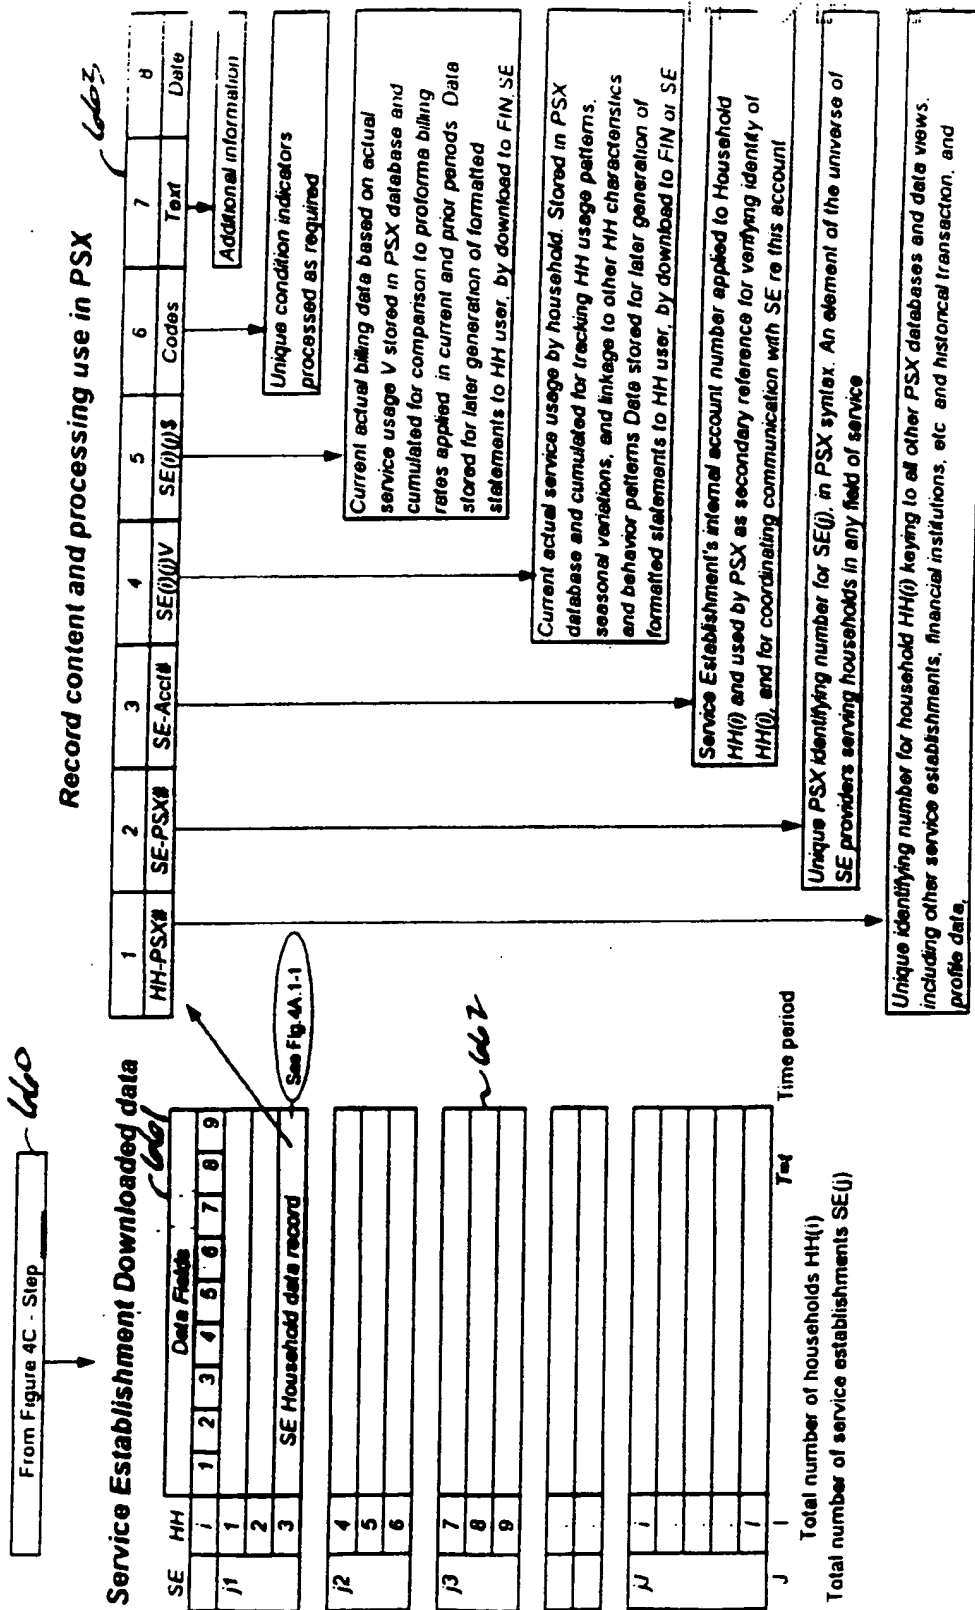 From Figure 4C - Step
660
Service Establishment Downloaded data
661
SE HH Data Fields
i 1 2 3 4 5 6 7 8 9
j1 1
2
3 SE Household data record
See Fig.4A.1-1
j2 4
5
6
j3 7
8
9
662
jJ i
I
J I T=t Time period
Total number of households HH(i)
Total number of service establishments SE(j)
Record content and processing use in PSX
662
1 2 3 4 5 6 7 8
HH-PSX# SE-PSX# SE-Acct# SE(i)(j)V SE(i)(j)$ Codes Text Date
Additional information
Unique condition indicators
processed as required
Current actual billing data based on actual
service usage V stored in PSX database and
cumulated for comparison to proforma billing
rates applied in current and prior periods Data
stored for later generation of formatted
statements to HH user, by download to FIN, SE
Current actual service usage by household. Stored in PSX
database and cumulated for tracking HH usage patterns,
seasonal variations, and linkage to other HH characteristics
and behavior patterns Date stored for later generation of
formatted statements to HH user, by download to FIN or SE
Service Establishment's internal account number applied to Household
HH(i) and used by PSX as secondary reference for verifying identity of
HH(i), and for coordinating communication with SE re this account
Unique PSX identifying number for SE(j), in PSX syntax. An element of the universe of
SE providers serving households in any field of service
Unique identifying number for household HH(i) keying to all other PSX databases and data views,
including other service establishments, financial institutions, etc and historical transaction, and
profile data,